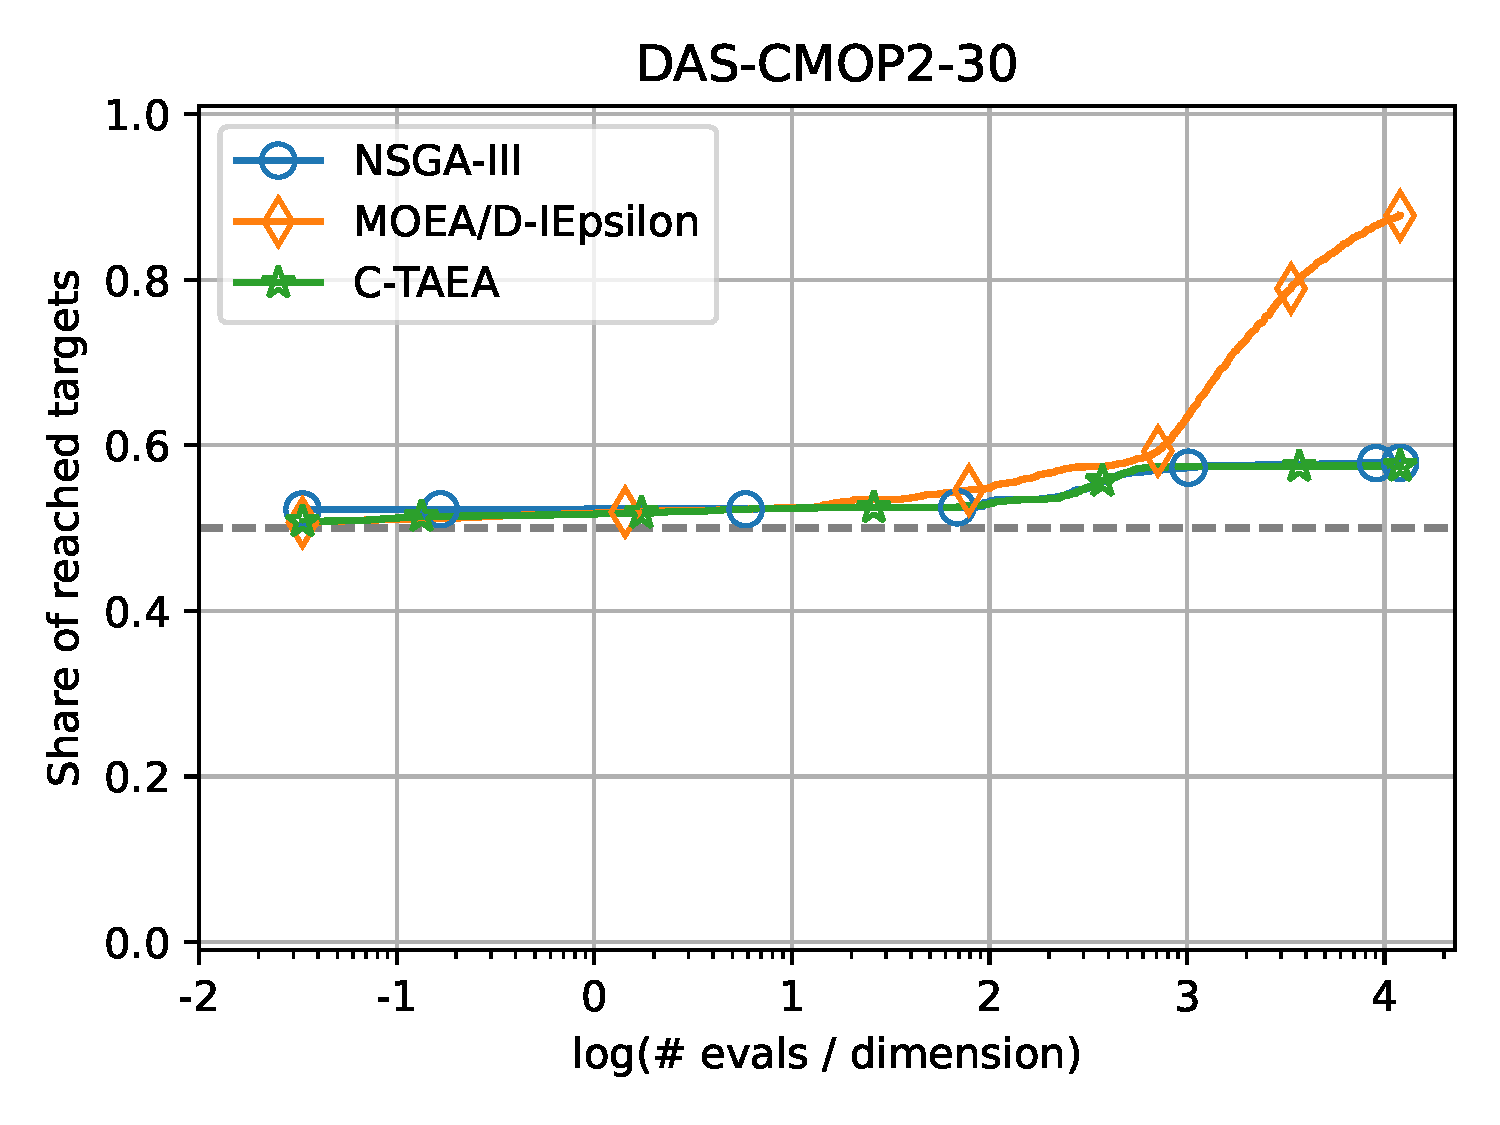 DAS-CMOP2-30
NSGA-III
MOEA/D-IEpsilon
C-TAEA
Share of reached targets
1.0
0.8
0.6
0.4
0.2
0.0
-2 -1 0 1 2 3 4
log(# evals / dimension)